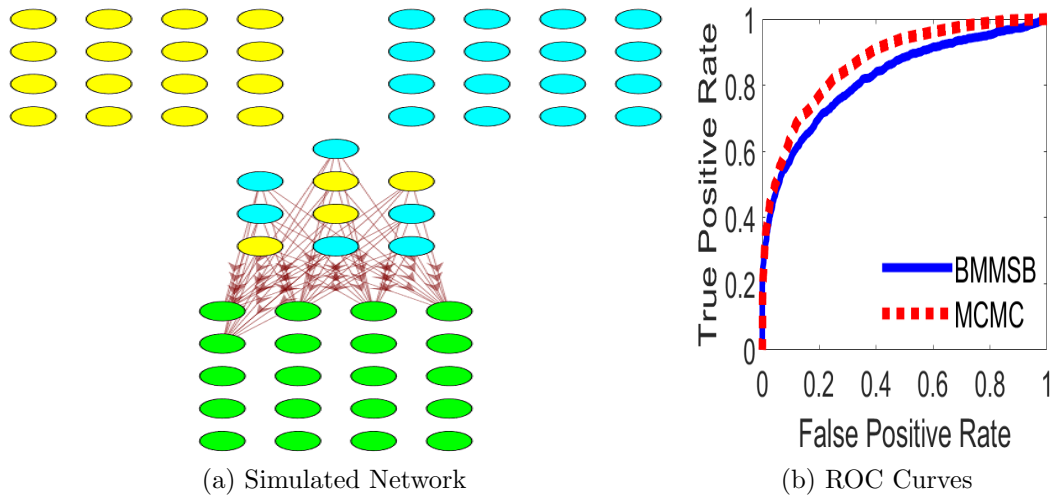 True Positive Rate
1
0.8
0.6
0.4
0.2
0
BMMSB
MCMC
0 0.2 0.4 0.6 0.8 1
False Positive Rate
(a) Simulated Network
(b) ROC Curves